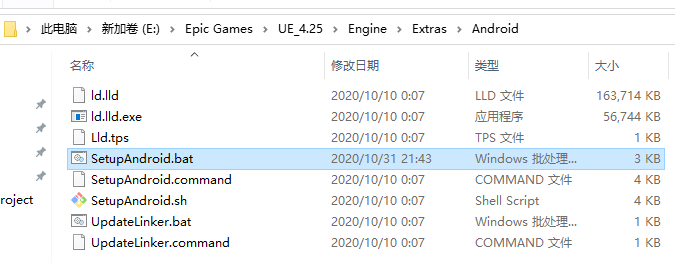 此电脑 > 新加卷 (E:) > Epic Games > UE_4.25 > Engine > Extras > Android
名称 修改日期 类型 大小
ld.lld 2020/10/10 0:07 LLD 文件 163,714 KB
ld.lld.exe 2020/10/10 0:07 应用程序 56,744 KB
Lld.tps 2020/10/10 0:07 TPS 文件 1 KB
SetupAndroid.bat 2020/10/31 21:43 Windows 批处理... 3 KB
SetupAndroid.command 2020/10/10 0:07 COMMAND 文件 4 KB
roject SetupAndroid.sh 2020/10/10 0:07 Shell Script 4 KB
UpdateLinker.bat 2020/10/10 0:07 Windows 批处理... 1 KB
UpdateLinker.command 2020/10/10 0:07 COMMAND 文件 1 KB